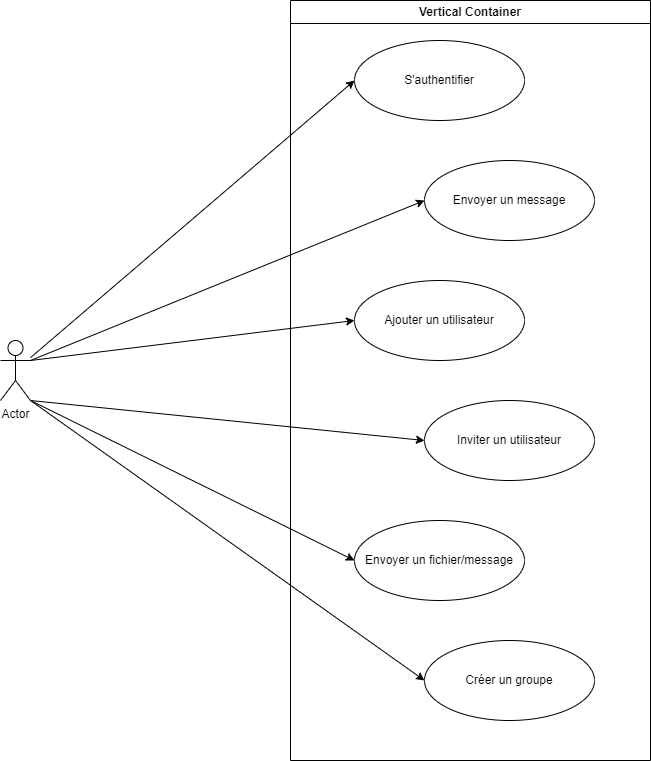 Vertical Container
S'authentifier
Envoyer un message
Ajouter un utilisateur
Actor
Inviter un utilisateur
Envoyer un fichier/message
Créer un groupe